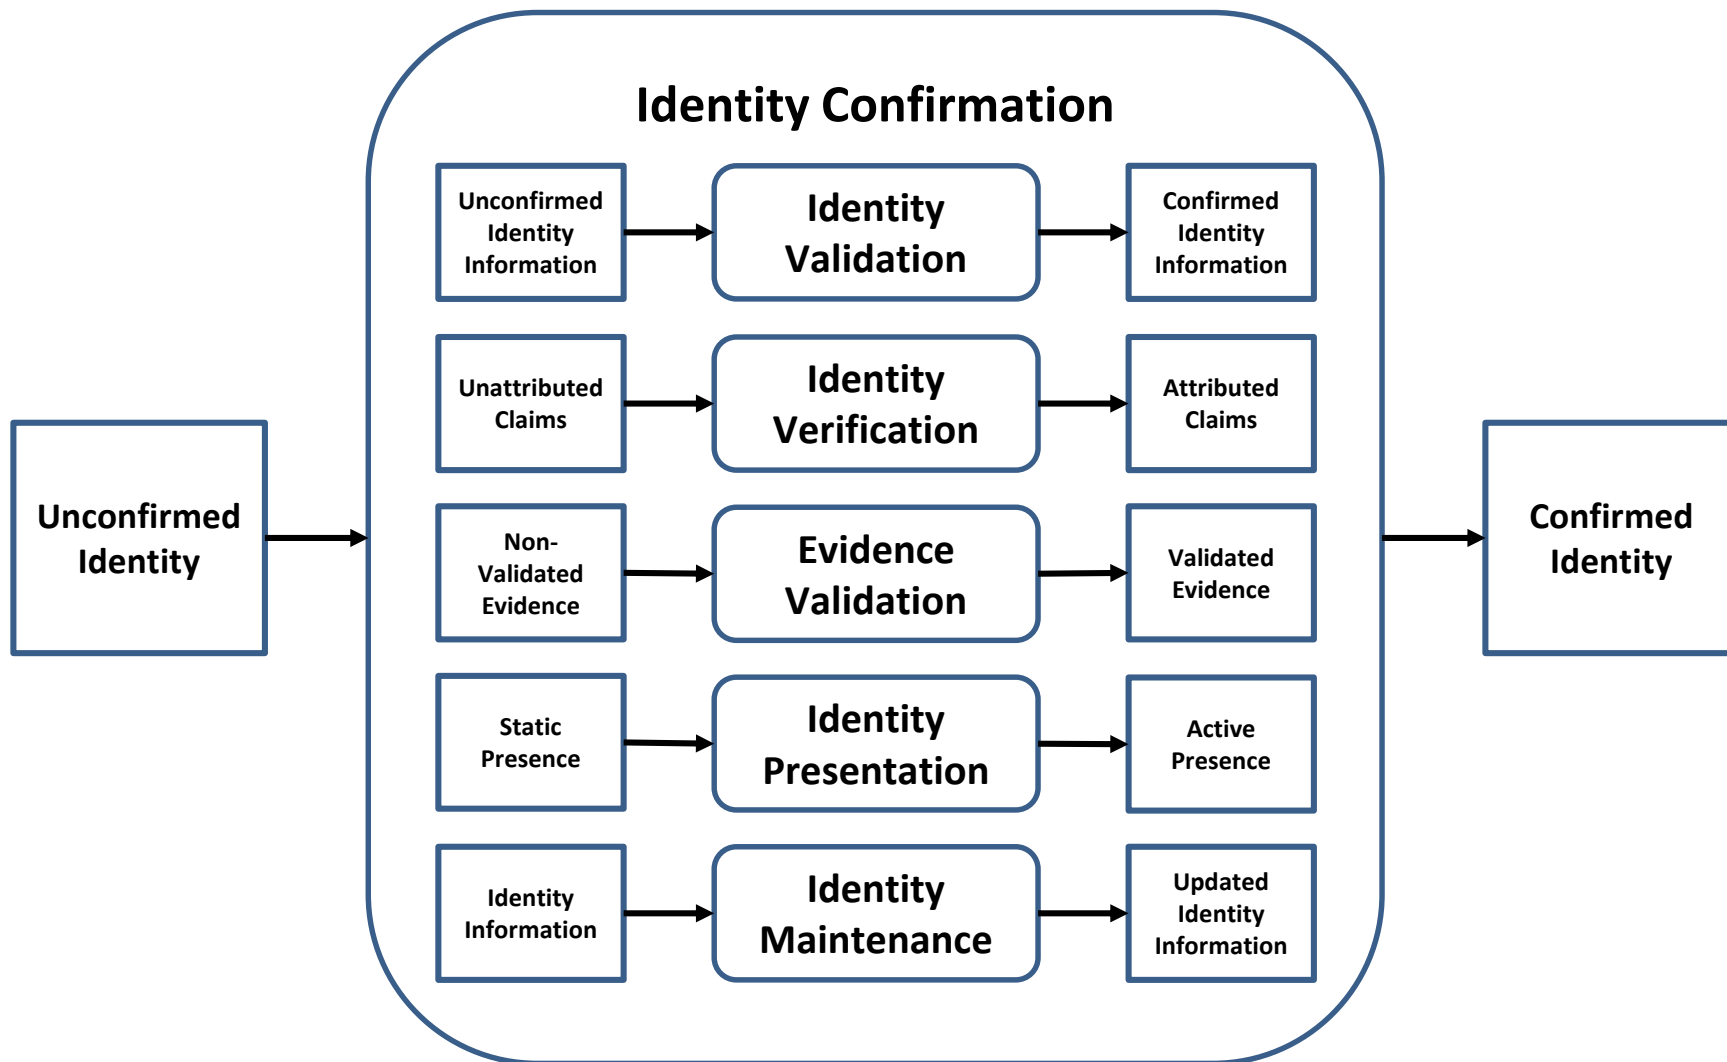 Identity Confirmation
Unconfirmed
Identity
Information
Identity
Validation
Confirmed
Identity
Information
Unattributed
Claims
Identity
Verification
Attributed
Claims
Unconfirmed
Identity
Non-
Validated
Evidence
Evidence
Validation
Validated
Evidence
Confirmed
Identity
Static
Presence
Identity
Presentation
Active
Presence
Identity
Information
Identity
Maintenance
Updated
Identity
Information